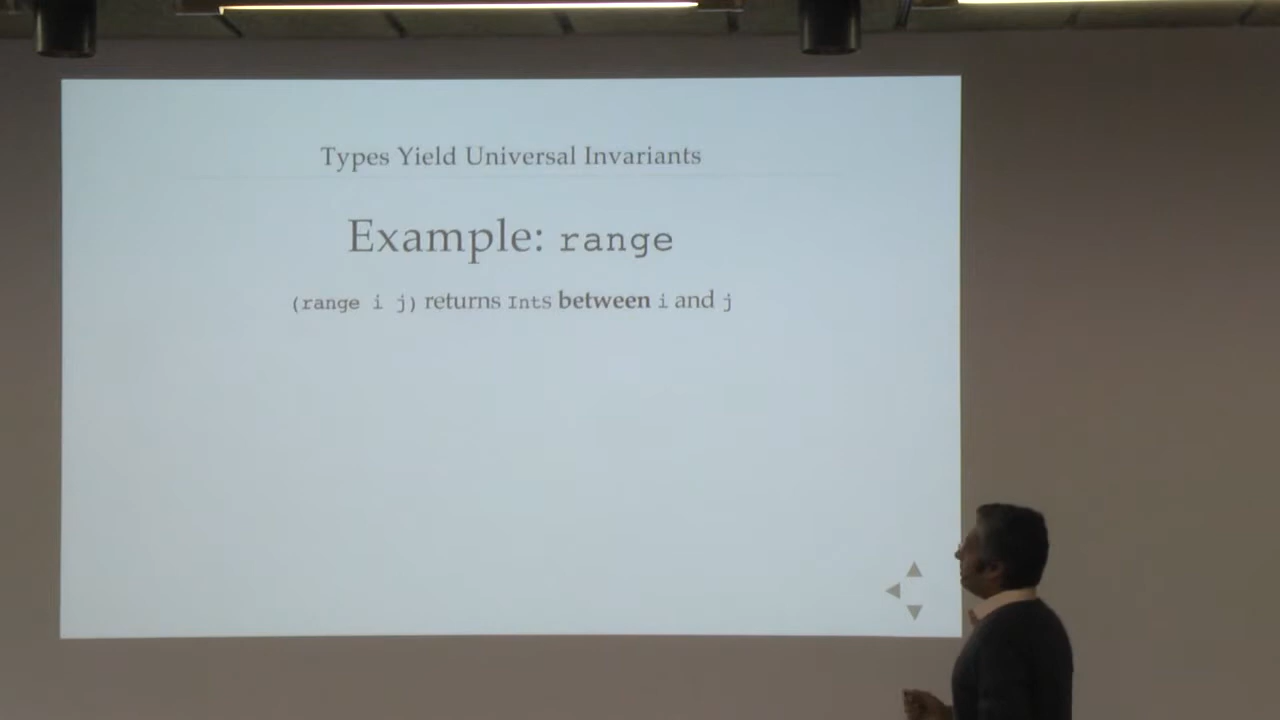 Types Yield Universal Invariants
Example: range
(range i j) returns Ints between i and j